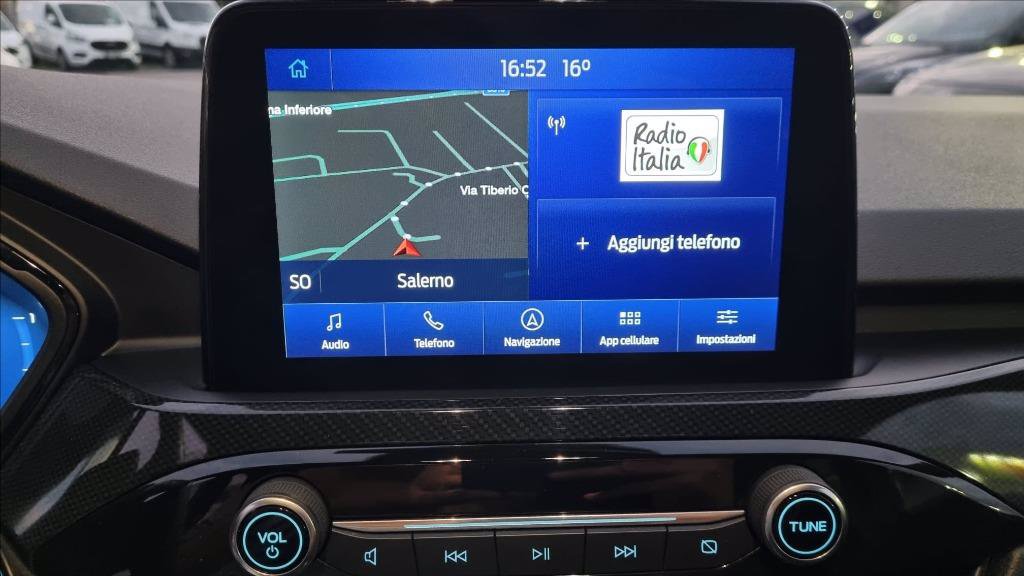 16:52 16º
na Inferiore
Via Tiberio C
SO Salerno
Radio
Italia
+ Aggiungi telefono
Audio
Telefono
Navigazione
App cellulare
Impostazioni
VOL
TUNE